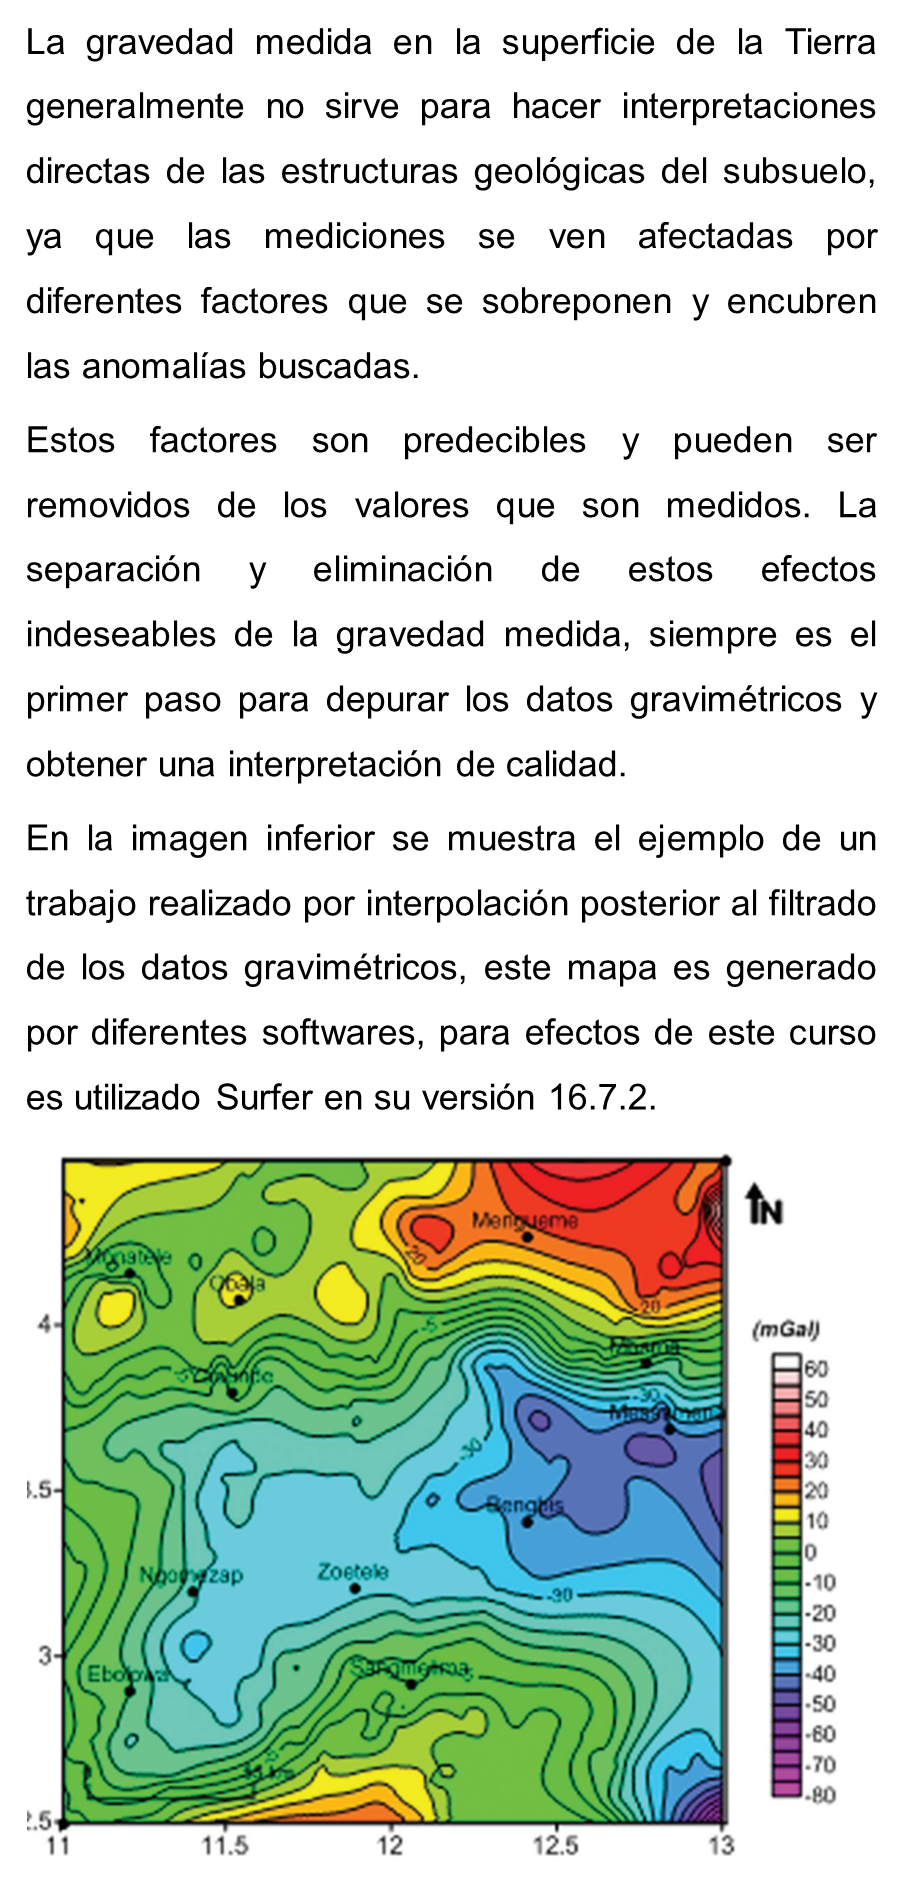 La gravedad medida en la superficie de la Tierra
generalmente no sirve para hacer interpretaciones
directas de las estructuras geológicas del subsuelo,
ya que las mediciones se ven afectadas por
diferentes factores que se sobreponen y encubren
las anomalías buscadas.
Estos factores son predecibles y pueden ser
removidos de los valores que son medidos. La
separación y eliminación de estos efectos
indeseables de la gravedad medida, siempre es el
primer paso para depurar los datos gravimétricos y
obtener una interpretación de calidad.
En la imagen inferior se muestra el ejemplo de un
trabajo realizado por interpolación posterior al filtrado
de los datos gravimétricos, este mapa es generado
por diferentes softwares, para efectos de este curso
es utilizado Surfer en su versión 16.7.2.
N
Mengueme
20
Monatele
Obala
20
4
-5
(mGal)
60
-30
50
40
-30
30
.5
Bengbis
20
10
Ngomezap
Zoetele
0
-30
-10
-20
3
Sangmelima
-30
Ebolowa
-40
-50
-60
-70
-80
.5
11
11.5
12
12.5
13